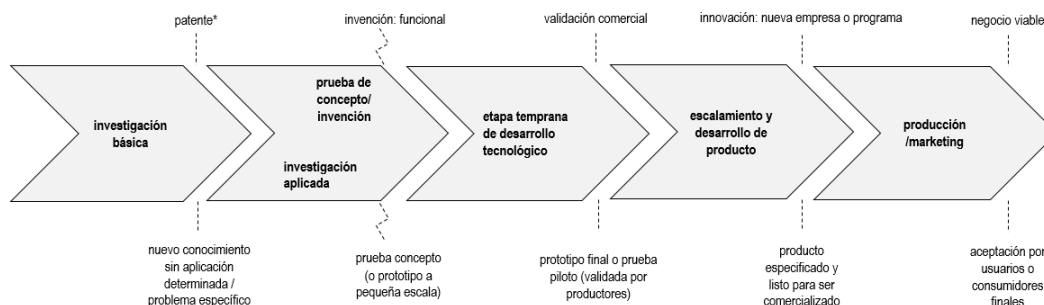 patente*
invención: funcional
validación comercial
innovación: nueva empresa o programa
negocio viable
investigación
básica
prueba de
concepto/
invención
investigación
aplicada
etapa temprana
de desarrollo
tecnológico
escalamiento y
desarrollo de
producto
producción
/marketing
nuevo conocimiento
sin aplicación
determinada /
problema específico
prueba concepto
(o prototipo a
pequeña escala)
prototipo final o prueba
piloto (validada por
productores)
producto
especificado y
listo para ser
comercializado
aceptación por
usuarios o
consumidores
finales